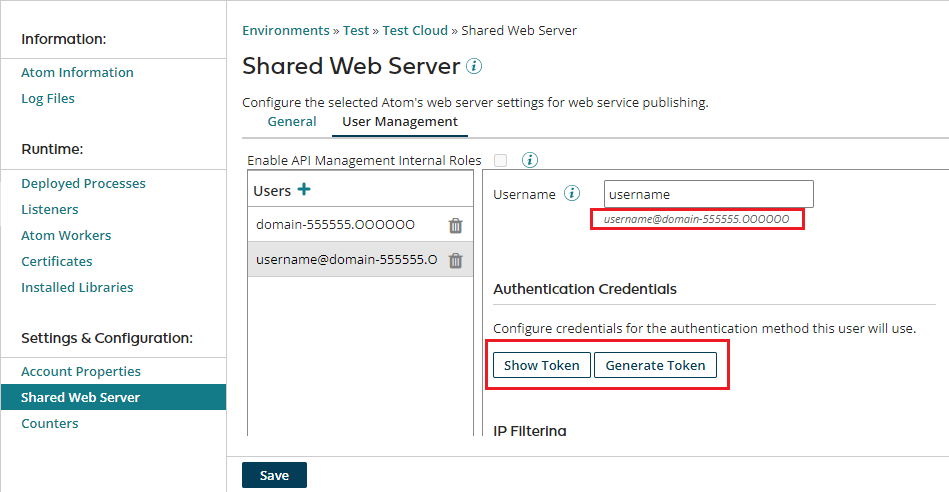 Information:
Atom Information
Log Files
Runtime:
Deployed Processes
Listeners
Atom Workers
Certificates
Installed Libraries
Settings & Configuration:
Account Properties
Shared Web Server
Counters
Environments » Test » Test Cloud » Shared Web Server
Shared Web Server i
Configure the selected Atom's web server settings for web service publishing.
General User Management
Enable API Management Internal Roles i
Users +
domain-555555.OOOOOO
username@domain-555555.O
Username i username
username@domain-555555.OOOOOO
Authentication Credentials
Configure credentials for the authentication method this user will use.
Show Token Generate Token
IP Filtering
Save